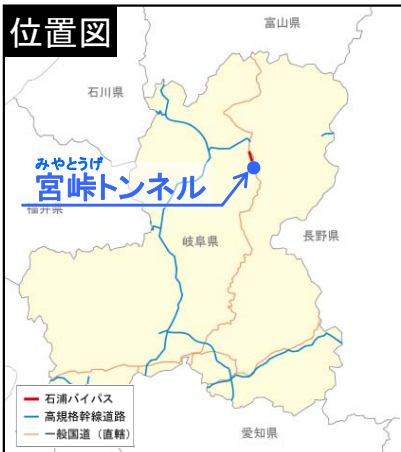 位置図
富山県
石川県
みやとうげ
宮峠トンネル
福井県
岐阜県
長野県
石浦バイパス
高規格幹線道路
一般国道（直轄）
愛知県